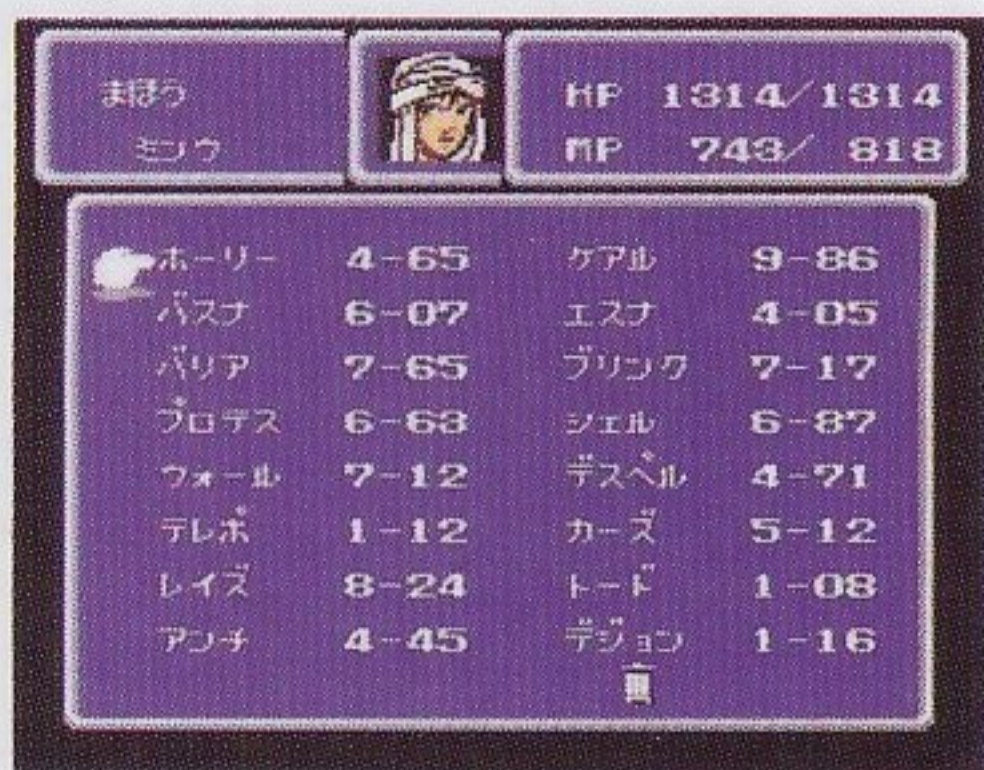 まほう
ミンウ
HP 1314/1314
MP 743/ 818
ホーリー 4-65 ケアル 9-86
バスナ 6-07 エスナ 4-05
バリア 7-65 ブリンク 7-17
プロテス 6-63 シェル 6-87
ウォール 7-12 デスペル 4-71
テレポ 1-12 カーズ 5-12
レイズ 8-24 トード 1-08
アンチ 4-45 デジョン 1-16